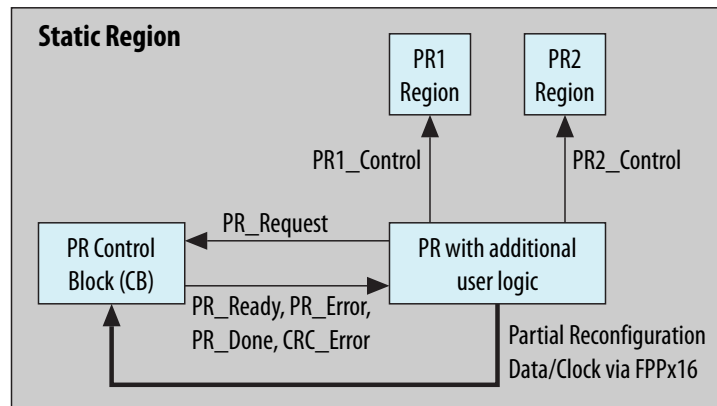 Static Region
PR1
Region
PR2
Region
PR1_Control
PR2_Control
PR_Request
PR Control
Block (CB)
PR with additional
user logic
PR_Ready, PR_Error,
PR_Done, CRC_Error
Partial Reconfiguration
Data/Clock via FPPx16